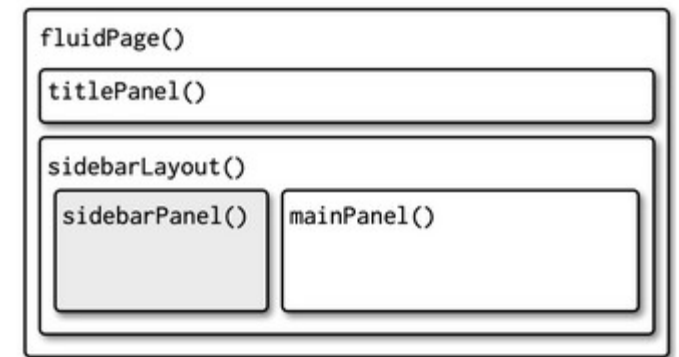 fluidPage()
titlePanel()
sidebarLayout()
sidebarPanel()
mainPanel()